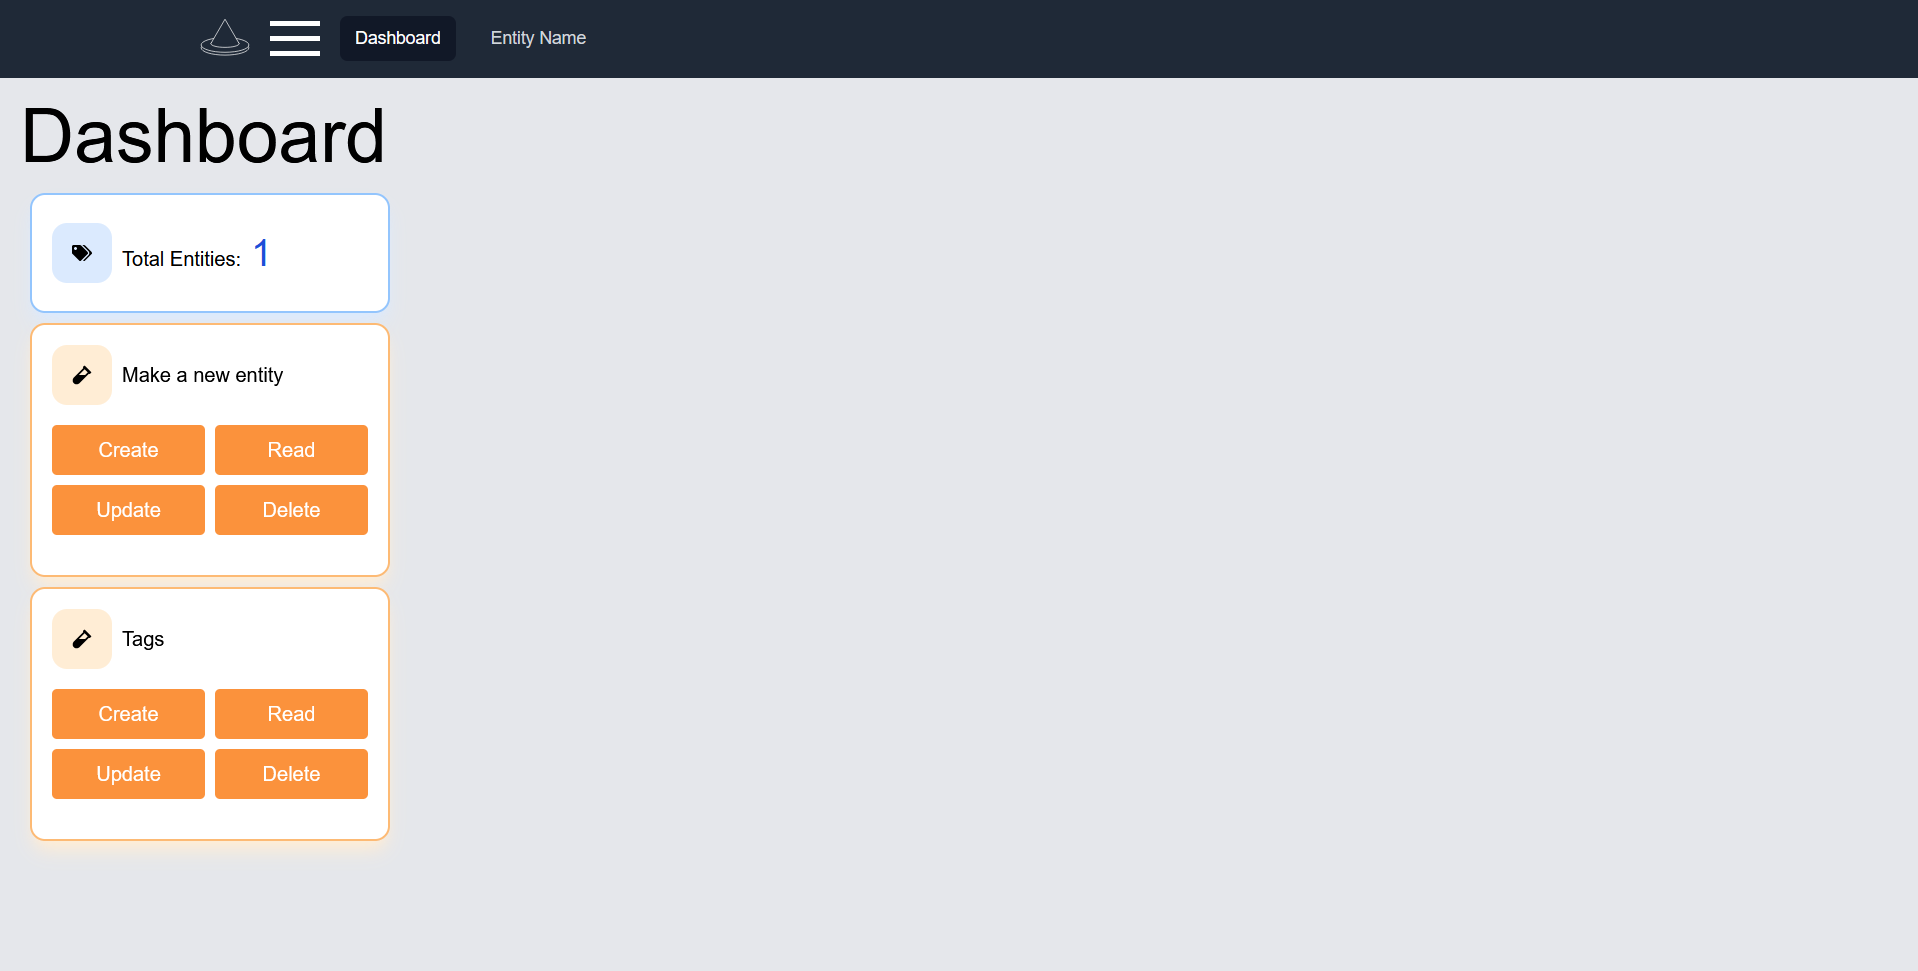 Dashboard Entity Name
Dashboard
Total Entities: 1
Make a new entity
Create Read
Update Delete
Tags
Create Read
Update Delete